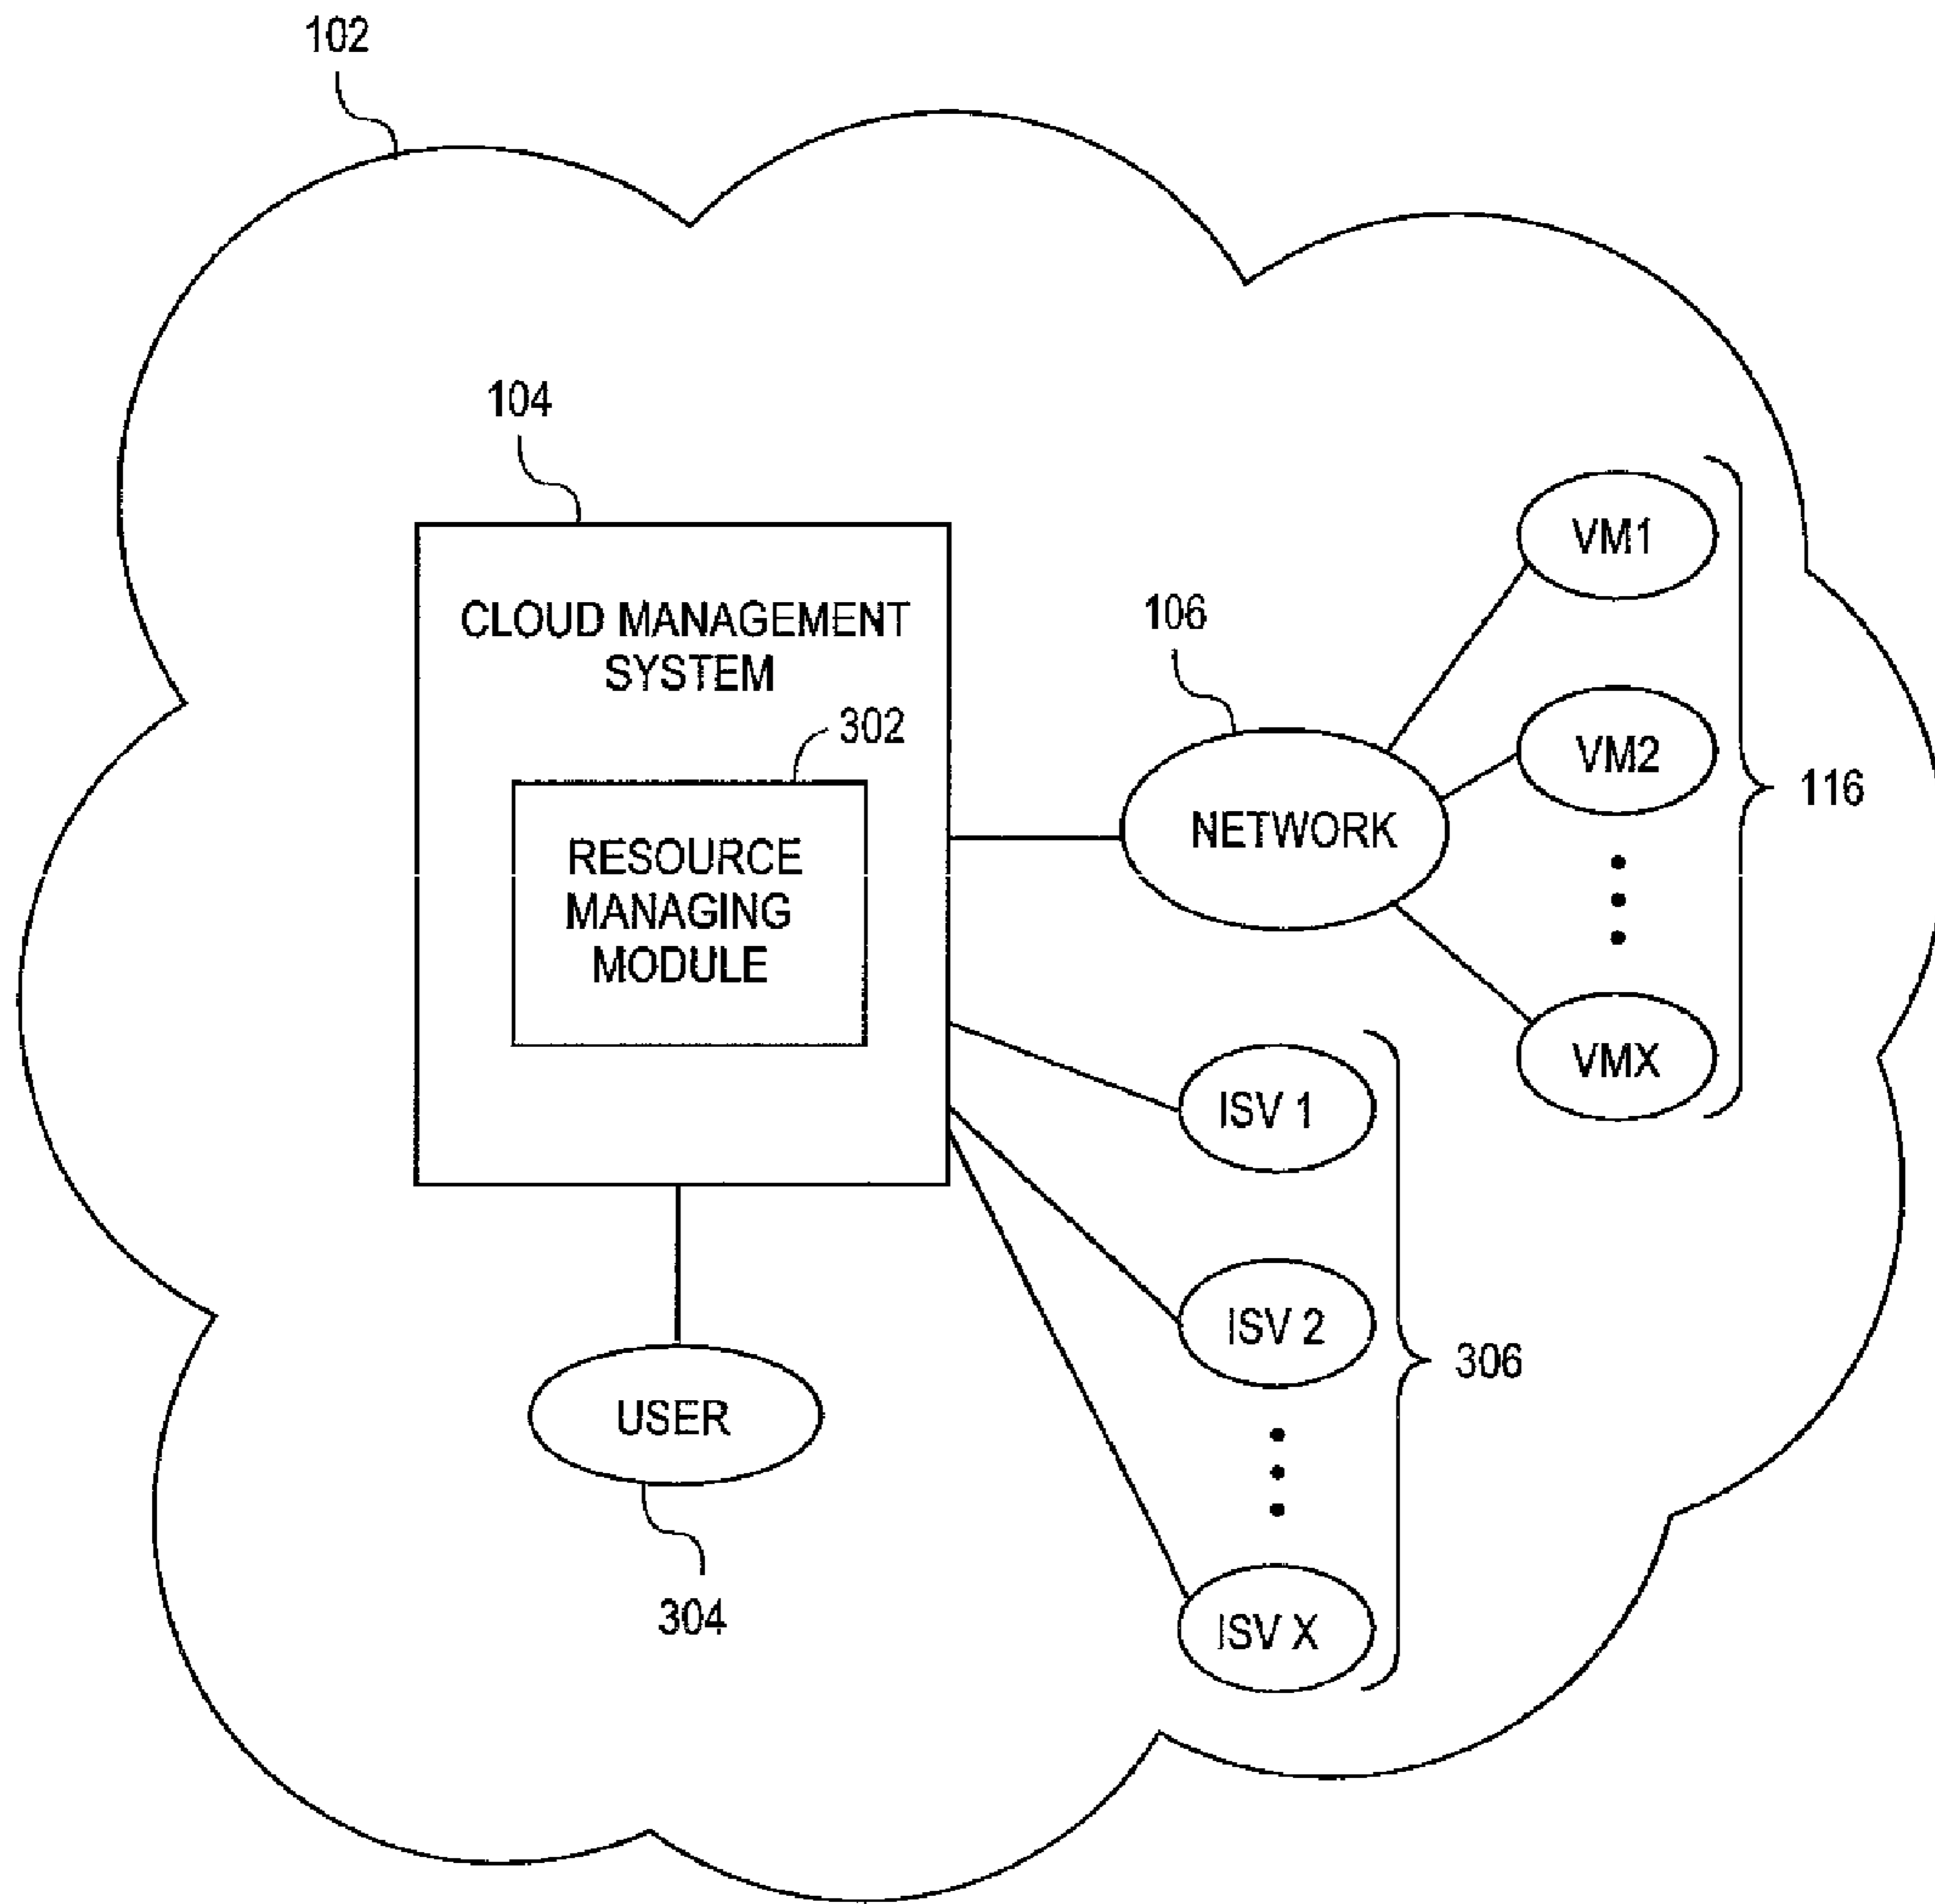 102
104
CLOUD MANAGEMENT
SYSTEM
302
RESOURCE
MANAGING
MODULE
106
NETWORK
VM1
VM2
VMX
116
ISV 1
ISV 2
ISV X
306
USER
304